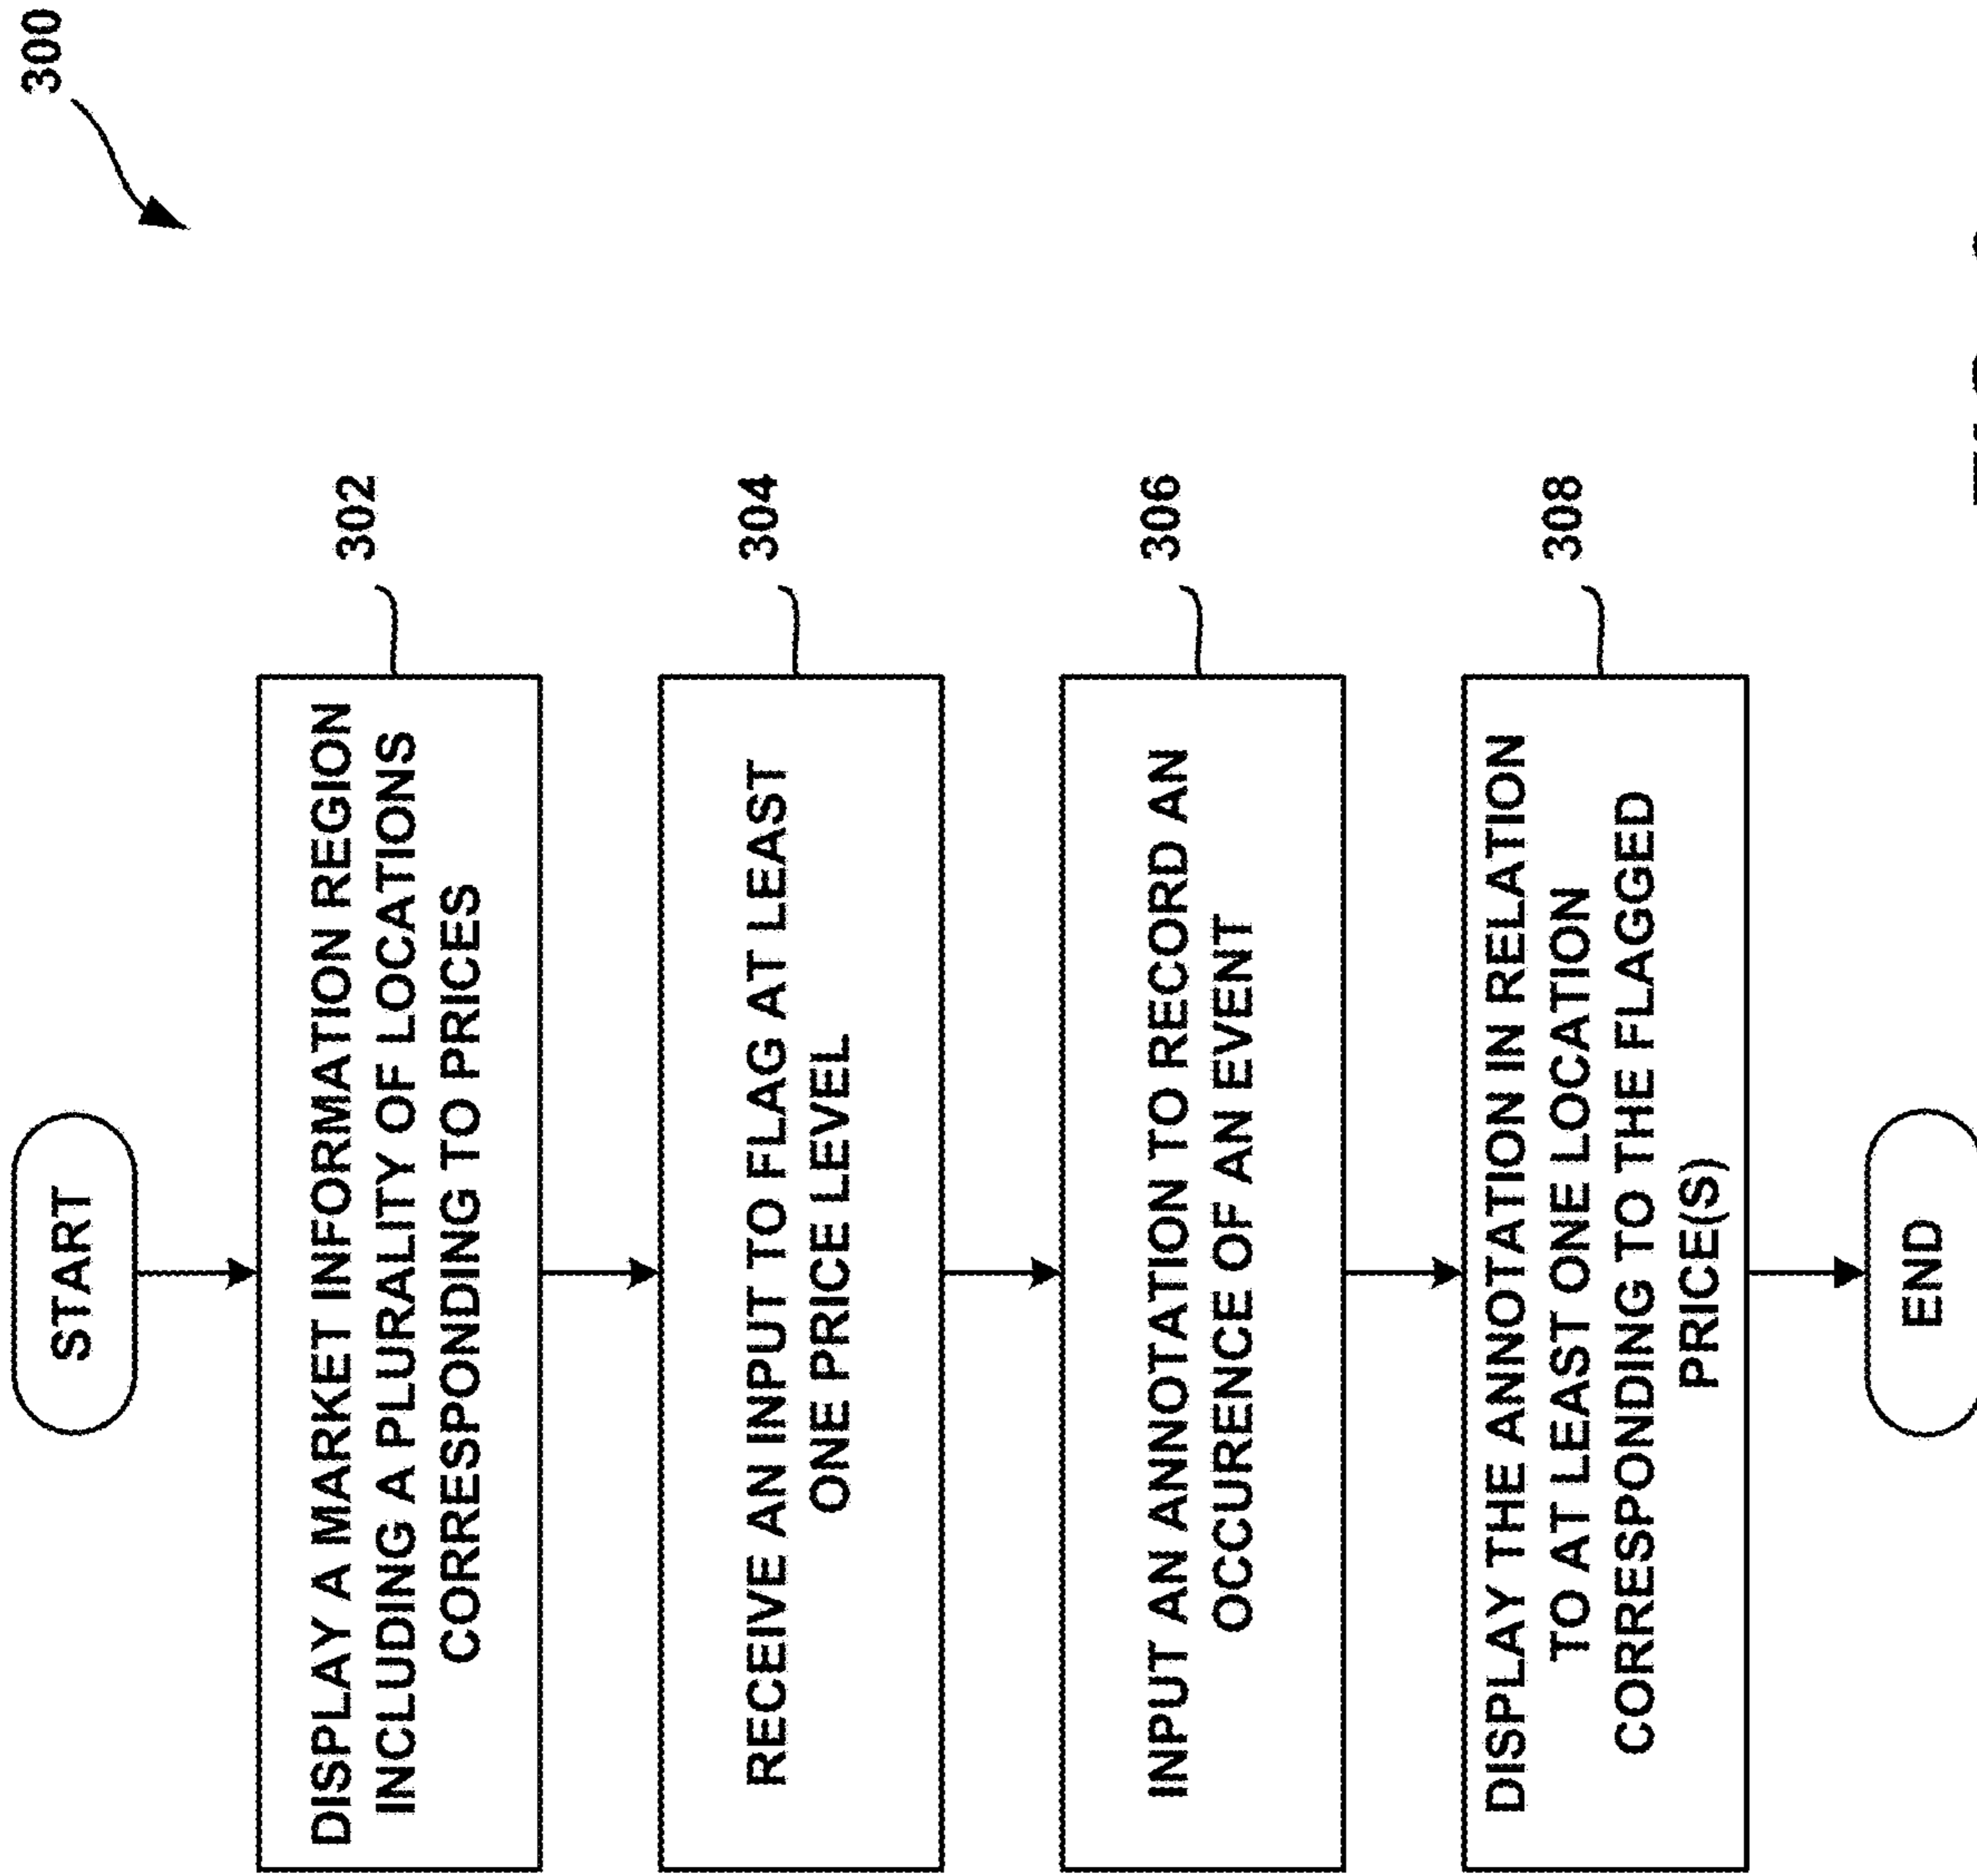 300
START
DISPLAY A MARKET INFORMATION REGION
INCLUDING A PLURALITY OF LOCATIONS
CORRESPONDING TO PRICES
302
RECEIVE AN INPUT TO FLAG AT LEAST
ONE PRICE LEVEL
304
INPUT AN ANNOTATION TO RECORD AN
OCCURENCE OF AN EVENT
306
DISPLAY THE ANNOTATION IN RELATION
TO AT LEAST ONE LOCATION
CORRESPONDING TO THE FLAGGED
PRICE(S)
308
END